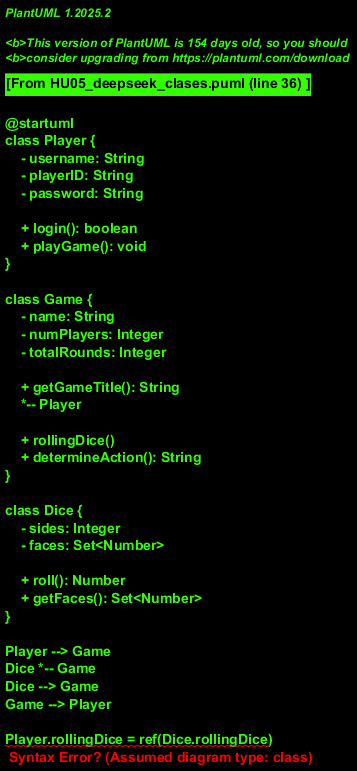 PlantUML 1.2025.2
<b>This version of PlantUML is 154 days old, so you should
<b>consider upgrading from https://plantuml.com/download
[From HU05_deepseek_clases.puml (line 36) ]
@startuml
class Player {
- username: String
- playerID: String
- password: String
+ login(): boolean
+ playGame(): void
}
class Game {
- name: String
- numPlayers: Integer
- totalRounds: Integer
+ getGameTitle(): String
*-- Player
+ rollingDice()
+ determineAction(): String
}
class Dice {
- sides: Integer
- faces: Set<Number>
+ roll(): Number
+ getFaces(): Set<Number>
}
Player --> Game
Dice *-- Game
Dice --> Game
Game --> Player
Player.rollingDice = ref(Dice.rollingDice)
Syntax Error? (Assumed diagram type: class)